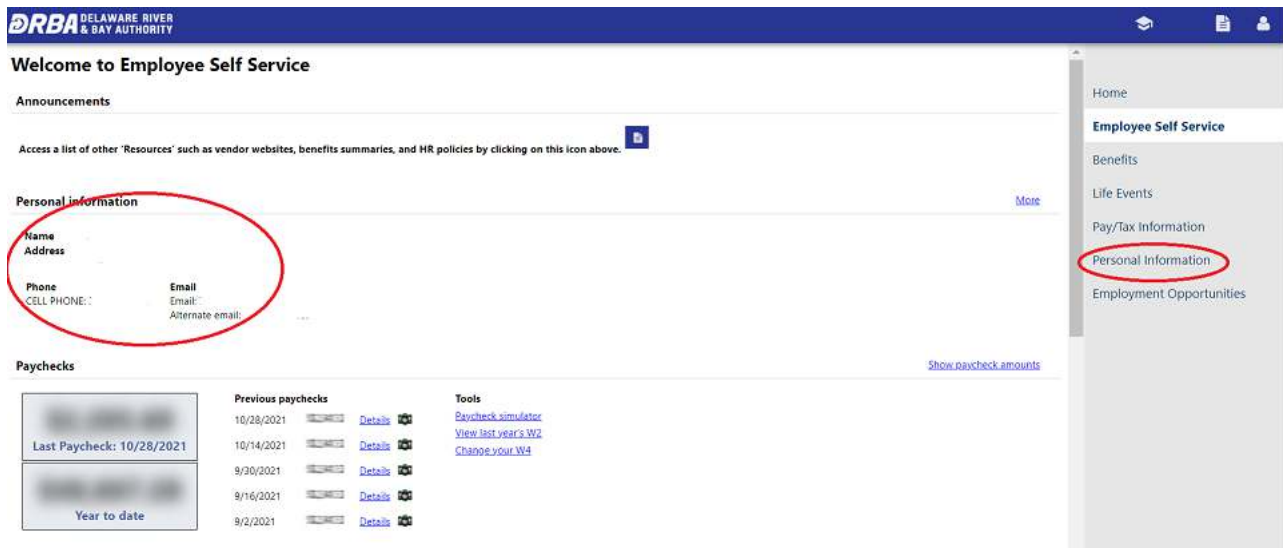 DRBA DELAWARE RIVER
& BAY AUTHORITY
Welcome to Employee Self Service
Announcements
Access a list of other 'Resources' such as vendor websites, benefits summaries, and HR policies by clicking on this icon above.
Personal information
More
Name
Address
Phone
Email
CELL PHONE:
Email:
Alternate email:
Paychecks
Show paycheck amounts
Last Paycheck: 10/28/2021
Year to date
Previous paychecks
10/28/2021 Details
10/14/2021 Details
9/30/2021 Details
9/16/2021 Details
9/2/2021 Details
Tools
Paycheck simulator
View last year's W2
Change your W4
Home
Employee Self Service
Benefits
Life Events
Pay/Tax Information
Personal Information
Employment Opportunities